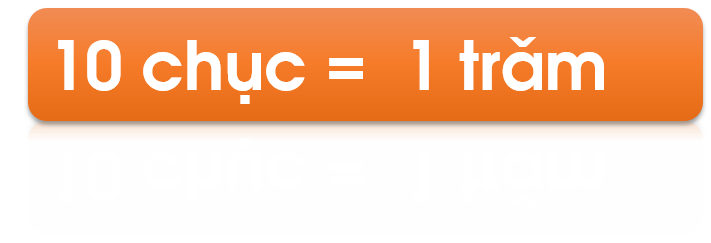 10 chục = 1 trăm